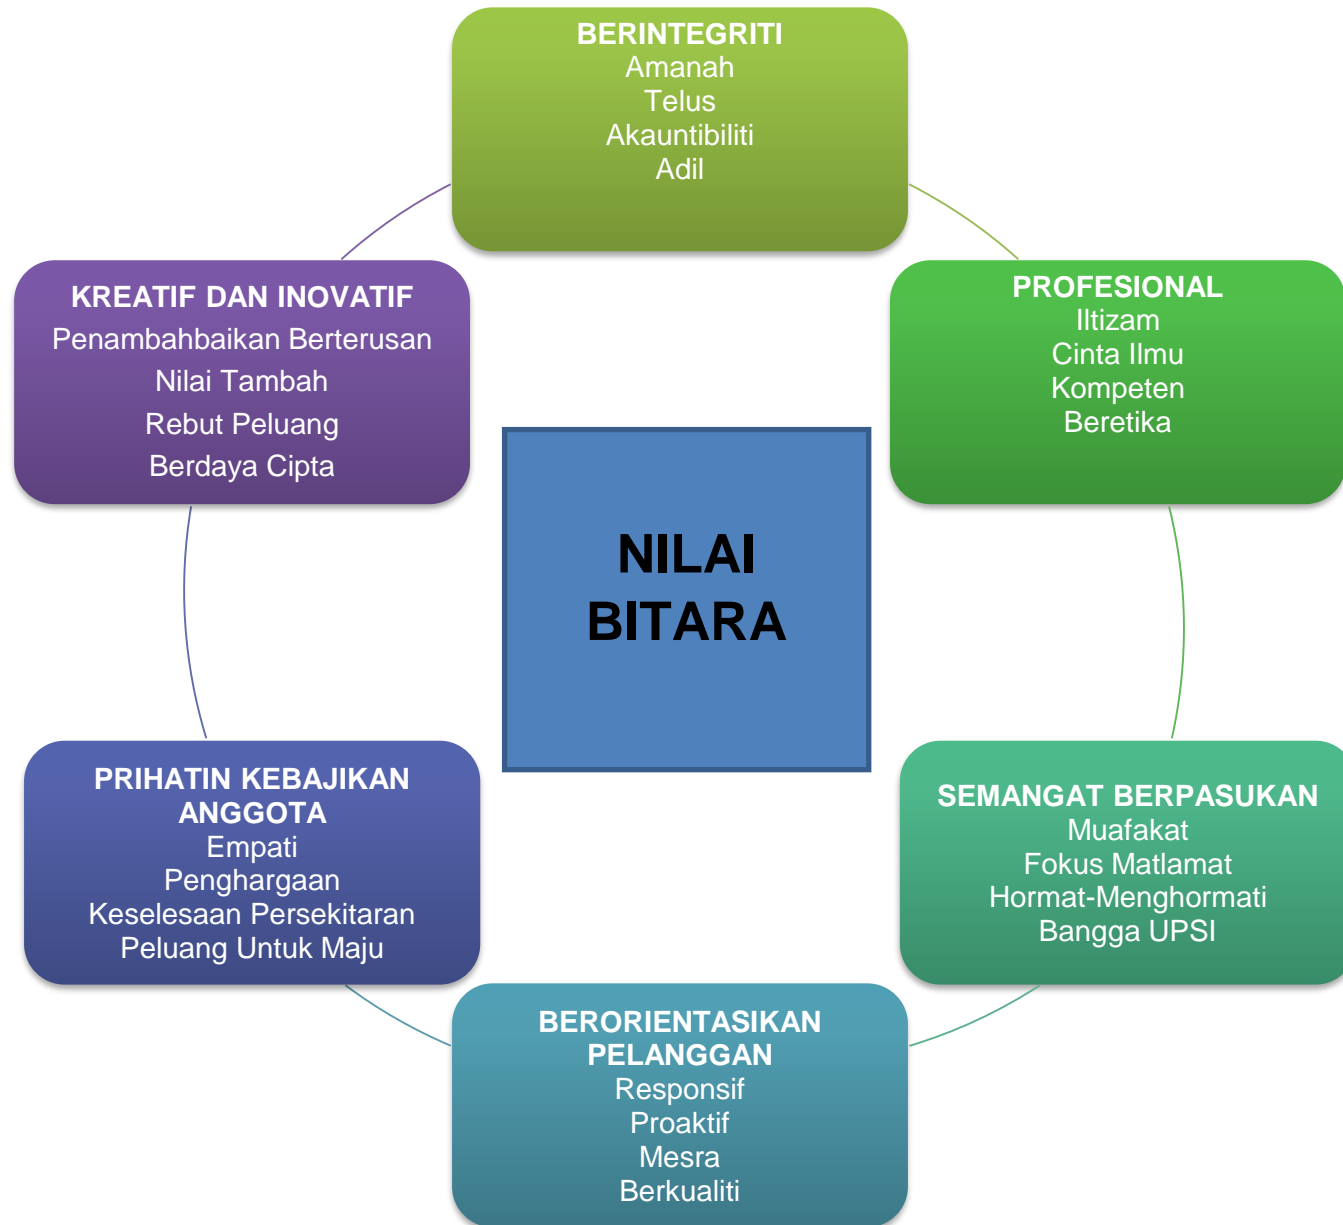 BERINTEGRITI
Amanah
Telus
Akauntibiliti
Adil
PROFESIONAL
Iltizam
Cinta Ilmu
Kompeten
Beretika
SEMANGAT BERPASUKAN
Muafakat
Fokus Matlamat
Hormat-Menghormati
Bangga UPSI
BERORIENTASIKAN
PELANGGAN
Responsif
Proaktif
Mesra
Berkualiti
PRIHATIN KEBAJIKAN
ANGGOTA
Empati
Penghargaan
Keselesaan Persekitaran
Peluang Untuk Maju
KREATIF DAN INOVATIF
Penambahbaikan Berterusan
Nilai Tambah
Rebut Peluang
Berdaya Cipta
NILAI
BITARA